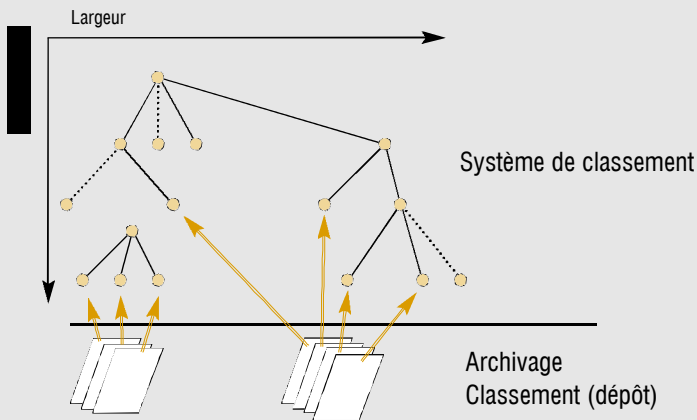 Largeur
Système de classement
Archivage
Classement (dépôt)